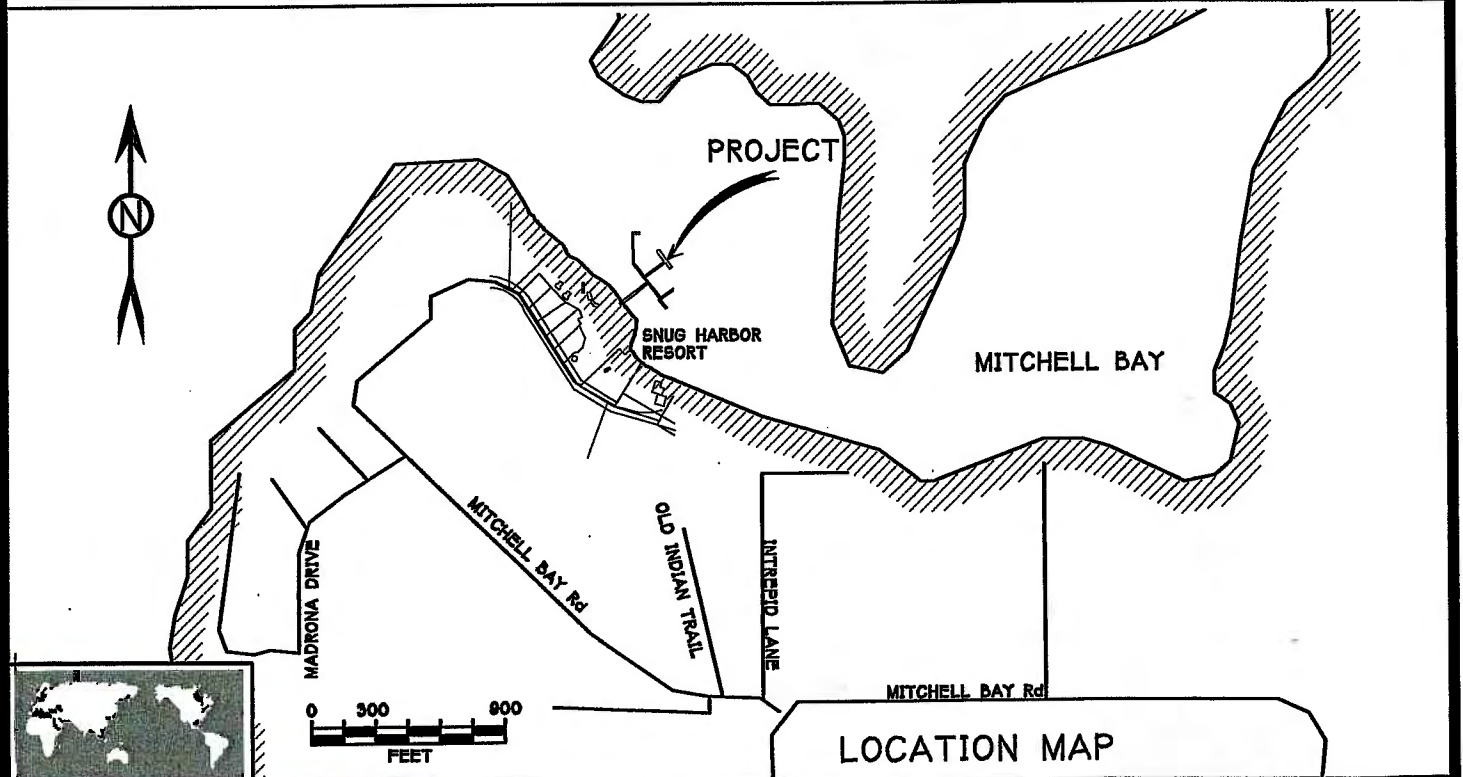 PROJECT
N
SNUG HARBOR
RESORT
MITCHELL BAY
MITCHELL BAY Rd
OLD INDIAN TRAIL
INTREPID LANE
MADRONA DRIVE
MITCHELL BAY Rd
0 300 900
FEET
LOCATION MAP